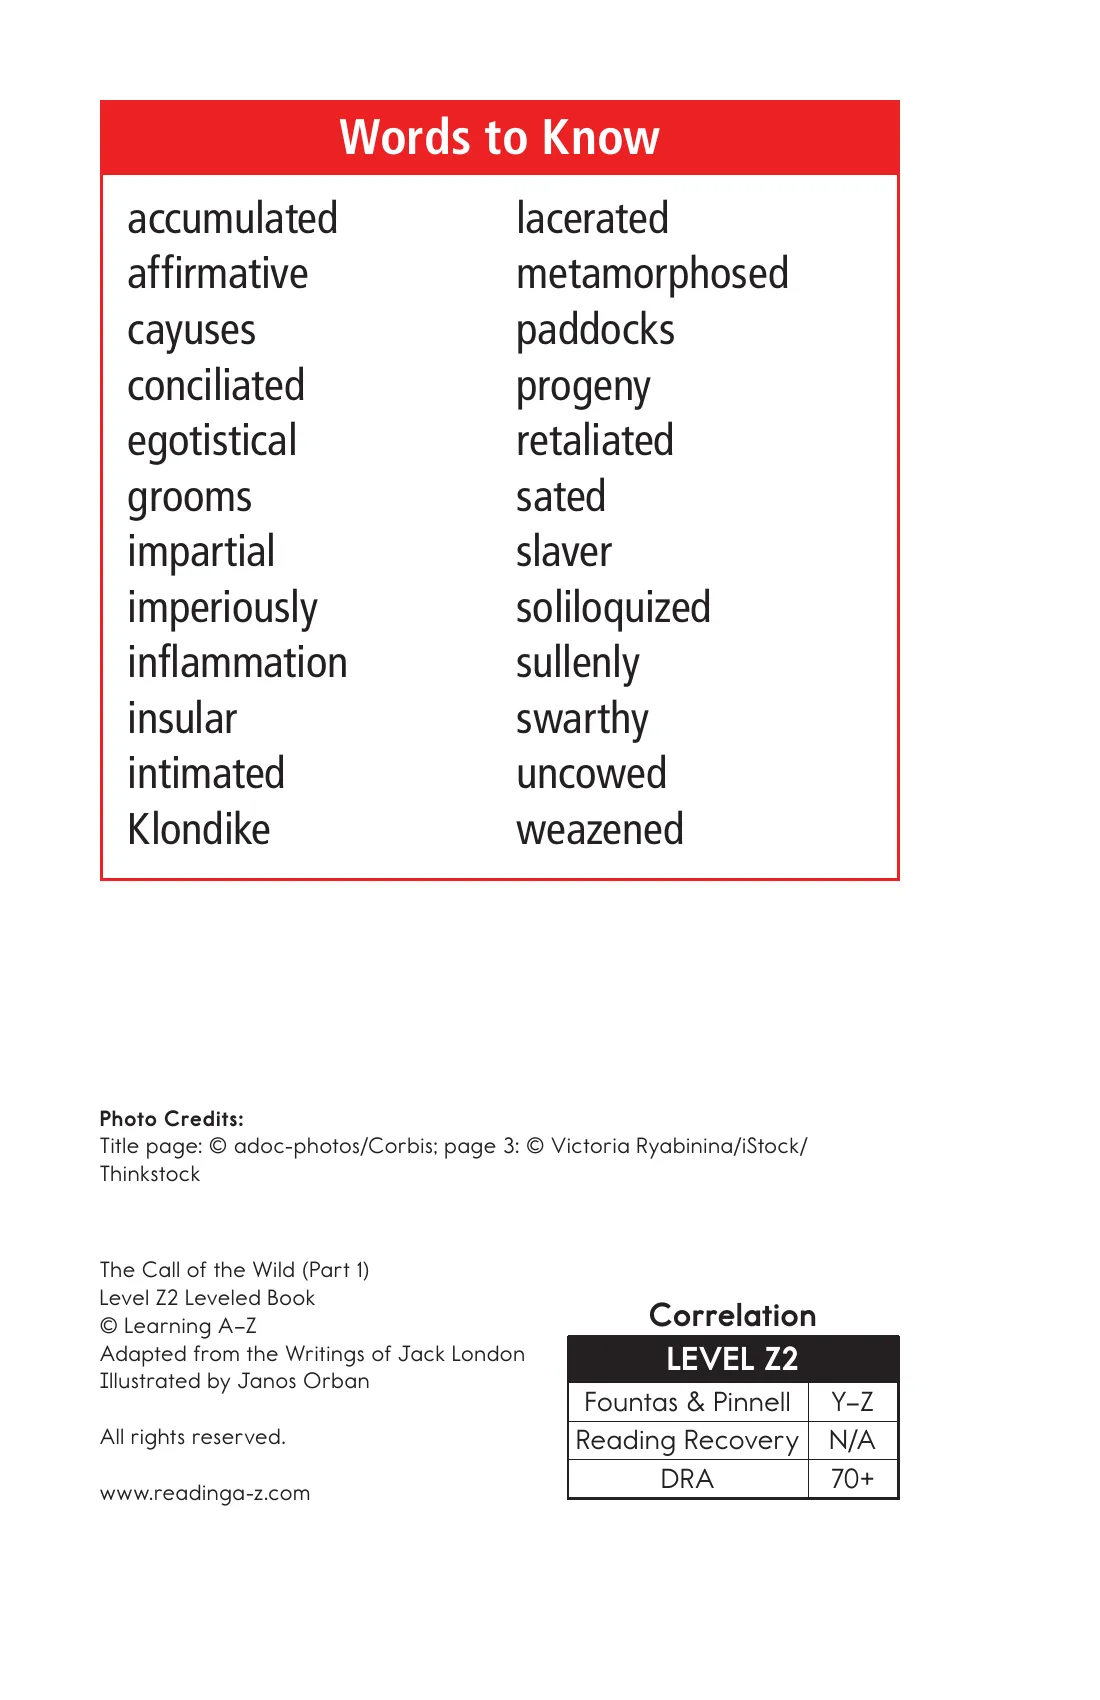 Words to Know
accumulated
affirmative
cayuses
conciliated
egotistical
grooms
impartial
imperiously
inflammation
insular
intimated
Klondike
lacerated
metamorphosed
paddocks
progeny
retaliated
sated
slaver
soliloquized
sullenly
swarthy
uncowed
weazened
Photo Credits:
Title page: © adoc-photos/Corbis; page 3: © Victoria Ryabinina/iStock/
Thinkstock
The Call of the Wild (Part 1)
Level Z2 Leveled Book
© Learning A–Z
Adapted from the Writings of Jack London
Illustrated by Janos Orban
All rights reserved.
www.readinga-z.com
Correlation
LEVEL Z2
Fountas & Pinnell Y–Z
Reading Recovery N/A
DRA 70+